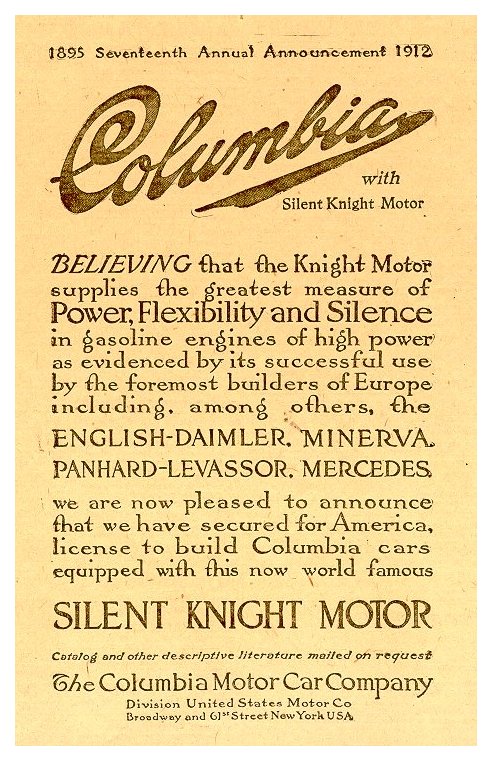 1895 Seventeenth Annual Announcement 1912
Columbia
with
Silent Knight Motor
BELIEVING that the Knight Motor
supplies the greatest measure of
Power, Flexibility and Silence
in gasoline engines of high power
as evidenced by its successful use
by the foremost builders of Europe
including, among others, the
ENGLISH-DAIMLER, MINERVA,
PANHARD-LEVASSOR, MERCEDES,
we are now pleased to announce
that we have secured for America,
license to build Columbia cars
equipped with this now world famous
SILENT KNIGHT MOTOR
Catalog and other descriptive literature mailed on request
The Columbia Motor Car Company
Division United States Motor Co
Broadway and 61st Street New York USA